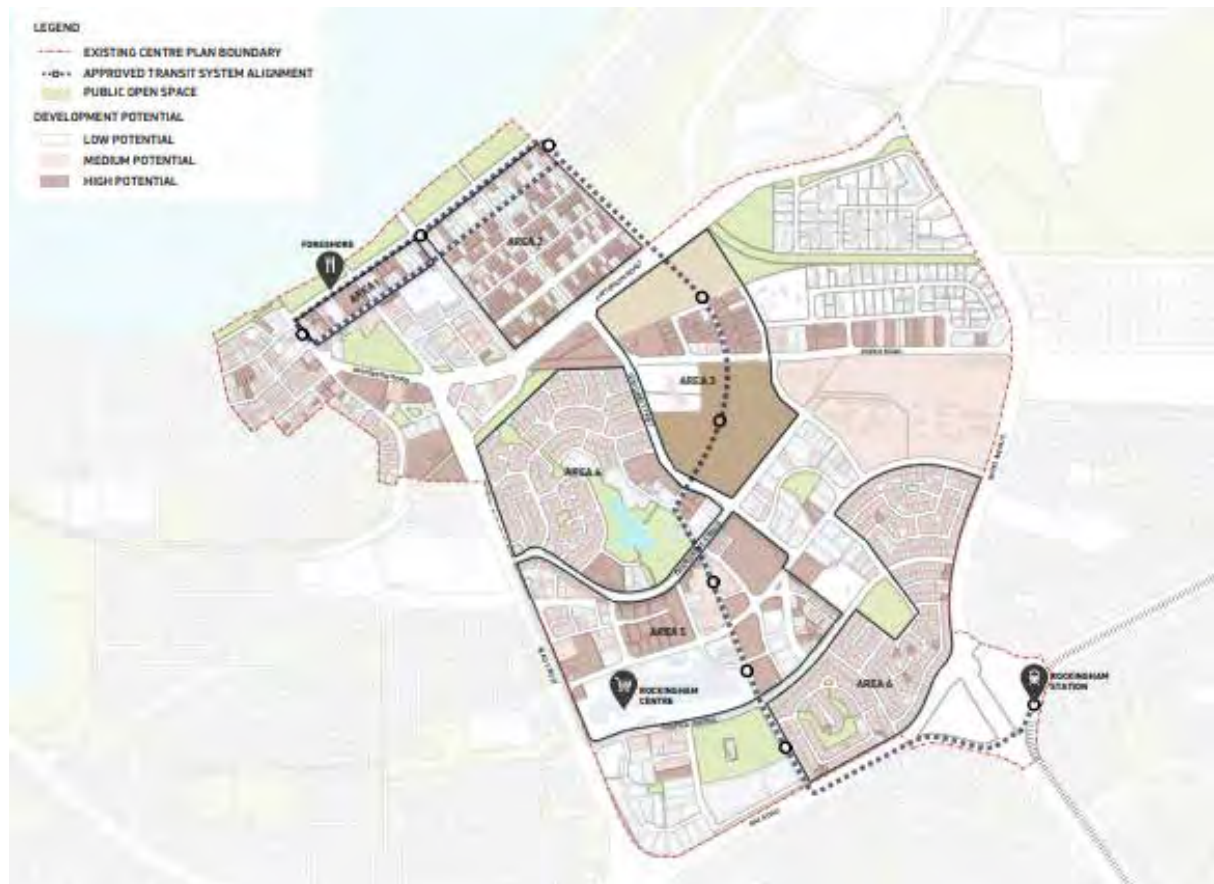 LEGEND
EXISTING CENTRE PLAN BOUNDARY
APPROVED TRANSIT SYSTEM ALIGNMENT
PUBLIC OPEN SPACE
DEVELOPMENT POTENTIAL
LOW POTENTIAL
MEDIUM POTENTIAL
HIGH POTENTIAL
FORESHORE
AREA 1
AREA 2
AREA 3
AREA 4
AREA 5
ROCKINGHAM
CENTRE
AREA 6
ROCKINGHAM
STATION